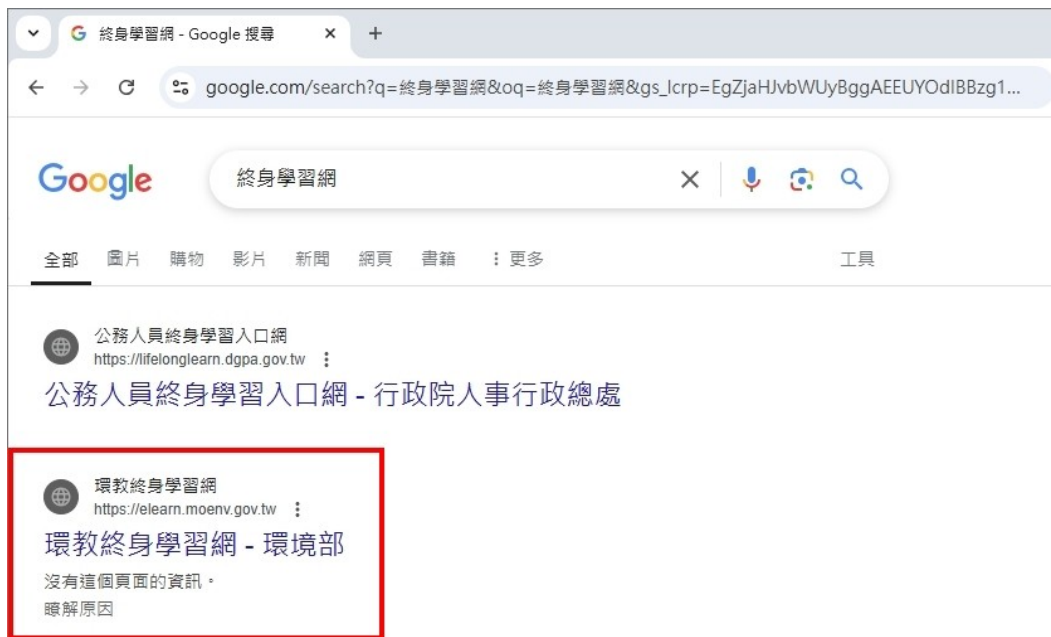 終身學習網 - Google 搜尋
google.com/search?q=終身學習網&oq=終身學習網&gs_lcrp=EgZjaHJvbWUyBggAEEUYOdIBBzg1...
Google 終身學習網
全部 圖片 購物 影片 新聞 網頁 書籍 更多 工具
公務人員終身學習入口網
https://lifelonglearn.dgpa.gov.tw
公務人員終身學習入口網 - 行政院人事行政總處
環教終身學習網
https://elearn.moenv.gov.tw
環教終身學習網 - 環境部
沒有這個頁面的資訊。
瞭解原因